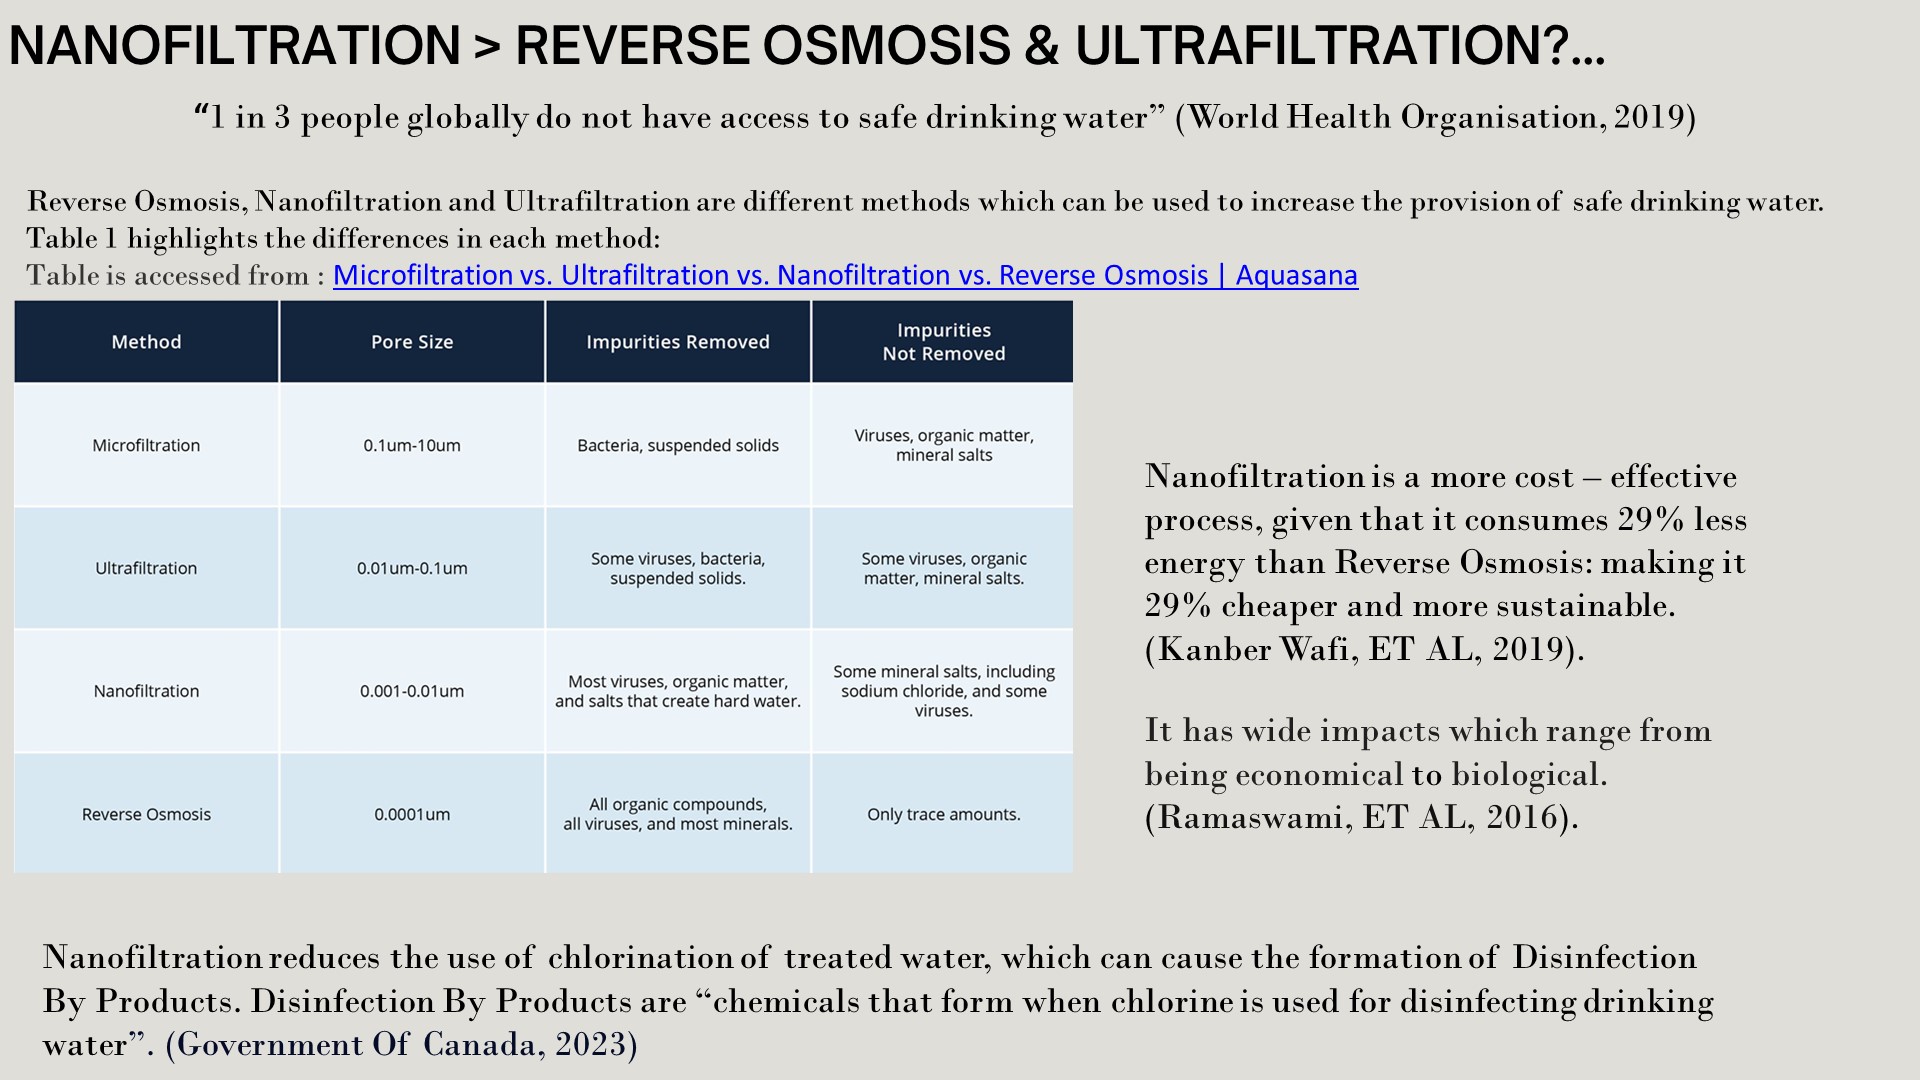 NANOFILTRATION > REVERSE OSMOSIS & ULTRAFILTRATION?...
“1 in 3 people globally do not have access to safe drinking water” (World Health Organisation, 2019)
Reverse Osmosis, Nanofiltration and Ultrafiltration are different methods which can be used to increase the provision of safe drinking water.
Table 1 highlights the differences in each method:
Table is accessed from : Microfiltration vs. Ultrafiltration vs. Nanofiltration vs. Reverse Osmosis | Aquasana
Method Pore Size Impurities Removed Impurities
Not Removed
Microfiltration 0.1um-10um Bacteria, suspended solids Viruses, organic matter,
mineral salts
Ultrafiltration 0.01um-0.1um Some viruses, bacteria,
suspended solids.
Some viruses, organic
matter, mineral salts.
Nanofiltration 0.001-0.01um Most viruses, organic matter,
and salts that create hard water.
Some mineral salts, including
sodium chloride, and some
viruses.
Reverse Osmosis 0.0001um All organic compounds,
all viruses, and most minerals.
Only trace amounts.
Nanofiltration is a more cost – effective
process, given that it consumes 29% less
energy than Reverse Osmosis: making it
29% cheaper and more sustainable.
(Kanber Wafi, ET AL, 2019).
It has wide impacts which range from
being economical to biological.
(Ramaswami, ET AL, 2016).
Nanofiltration reduces the use of chlorination of treated water, which can cause the formation of Disinfection
By Products. Disinfection By Products are “chemicals that form when chlorine is used for disinfecting drinking
water”. (Government Of Canada, 2023)